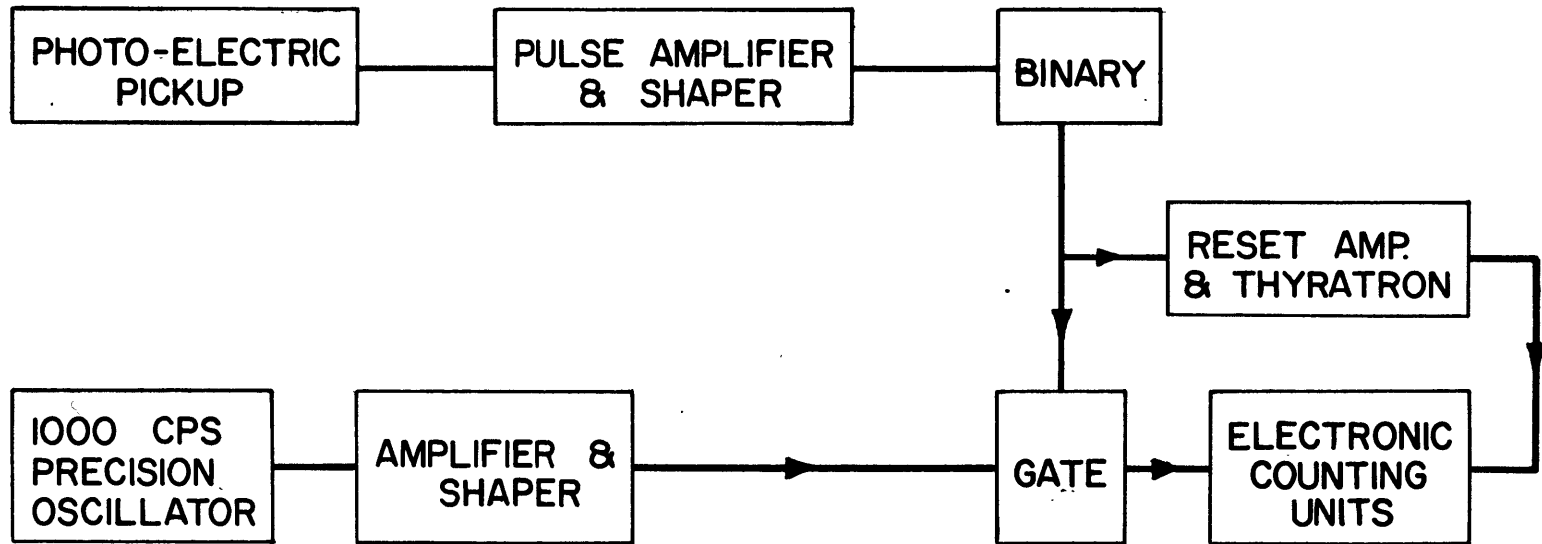 PHOTO-ELECTRIC
PICKUP
PULSE AMPLIFIER
& SHAPER
BINARY
RESET AMP.
& THYRATRON
1000 CPS
PRECISION
OSCILLATOR
AMPLIFIER &
SHAPER
GATE
ELECTRONIC
COUNTING
UNITS